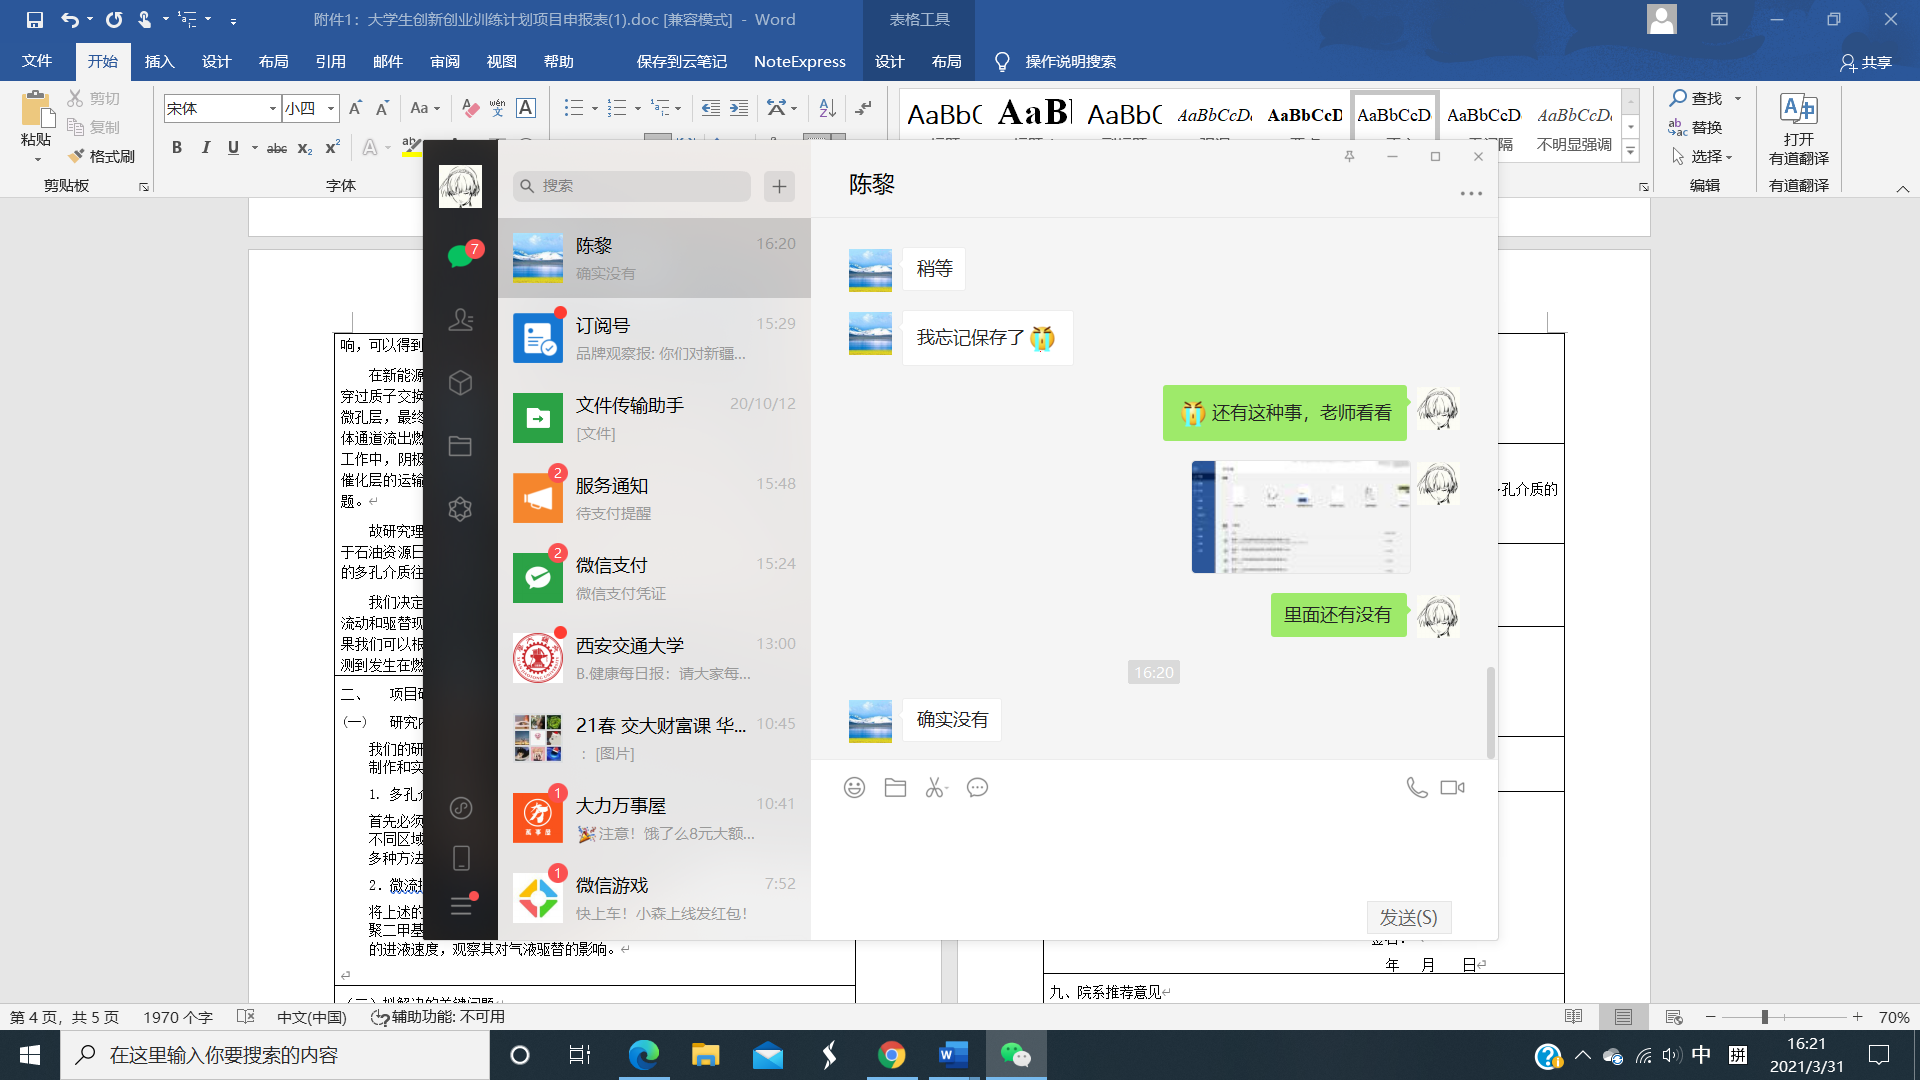 附件1：大学生创新创业训练计划项目申报表(1).doc [兼容模式] - Word
表格工具
文件 开始 插入 设计 布局 引用 邮件 审阅 视图 帮助 保存到云笔记 NoteExpress 设计 布局 操作说明搜索 共享
粘贴
剪切
复制
格式刷
剪贴板
宋体 小四
字体
AaBbC AaBl AaBbC AaBbCcD AaBbCcD AaBbCcD AaBbCcD AaBbCcD
不明显强调
查找
替换
选择
编辑
打开
有道翻译
有道翻译
搜索
陈黎 16:20
确实没有
订阅号 15:29
品牌观察报: 你们对新疆...
文件传输助手 20/10/12
[文件]
2
服务通知 15:48
待支付提醒
2
微信支付 15:24
微信支付凭证
西安交通大学 13:00
B.健康每日报：请大家每...
21春 交大财富课 华... 10:45
：[图片]
1
大力万事屋 10:41
注意！饿了么8元大额...
1
微信游戏 7:52
快上车！小森上线发红包！
7
陈黎
稍等
我忘记保存了
还有这种事，老师看看
里面还有没有
16:20
确实没有
发送(S)
响，可以得到
在新能源
穿过质子交换
微孔层，最终
体通道流出燃
工作中，阴极
催化层的运输
题。
故研究理
于石油资源日
的多孔介质往
我们决定
流动和驱替现
果我们可以根
测到发生在燃
二、 项目研
(一) 研究内
我们的研
制作和实
1. 多孔介
首先必须
不同区域
多种方法
2. 微流控
将上述的
聚二甲基
的进液速度，观察其对气液驱替的影响。
孔介质的
年 月 日
九、院系推荐意见
第 4 页，共 5 页 1970 个字 中文(中国) 辅助功能: 不可用 70%
在这里输入你要搜索的内容
中 拼
16:21
2021/3/31